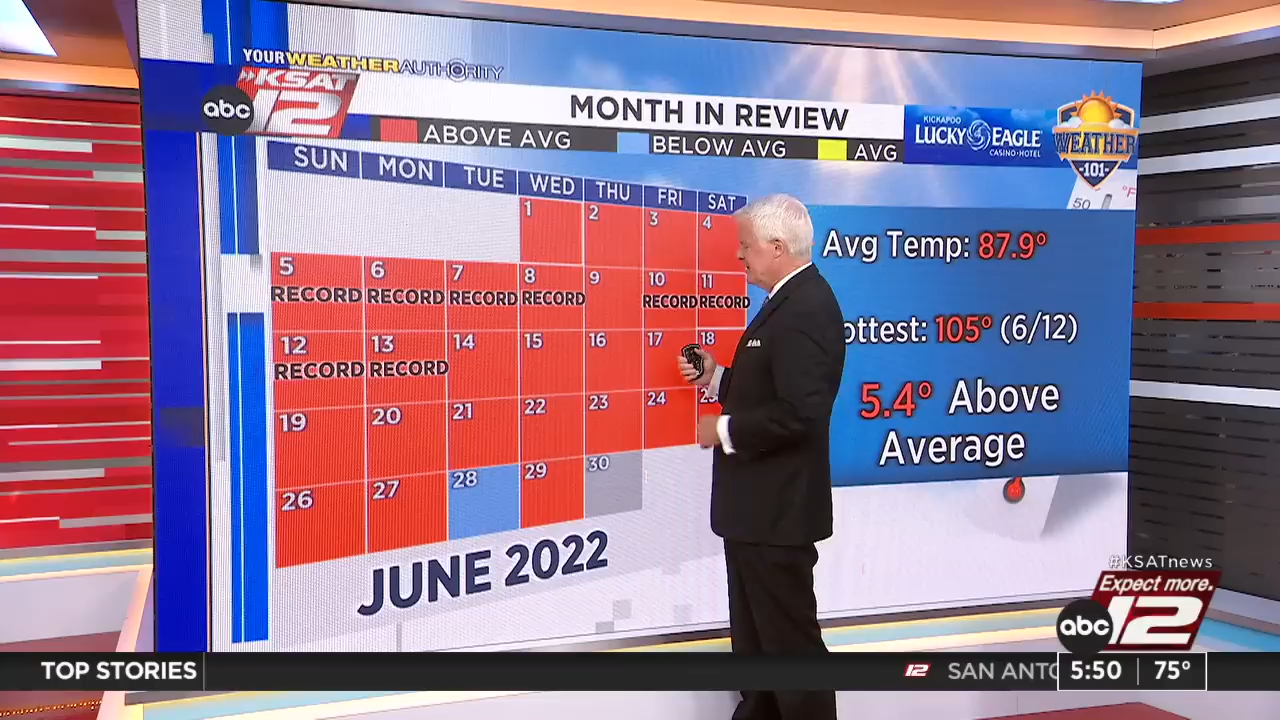 YOURWEATHERAUTHORITY
KSAT
abc 12
MONTH IN REVIEW
ABOVE AVG BELOW AVG AVG
KICKAPOO
LUCKY EAGLE
CASINO·HOTEL
WEATHER
-101-
50 °F
SUN MON TUE WED THU FRI SAT
1 2 3 4
5 6 7 8 9 10 11
RECORD RECORD RECORD RECORD RECORD RECORD
12 13 14 15 16 17 18
RECORD RECORD
19 20 21 22 23 24
26 27 28 29 30
JUNE 2022
Avg Temp: 87.9°
ottest: 105° (6/12)
5.4° Above
Average
#KSATnews
Expect more.
abc 12
TOP STORIES
12 SAN ANTO
5:50 75°